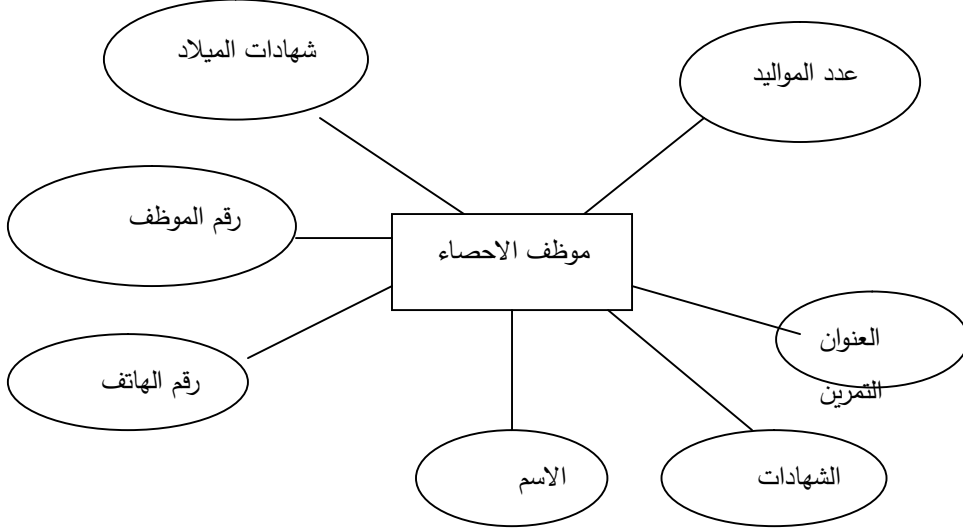 شهادات الميلاد
عدد المواليد
رقم الموظف
موظف الاحصاء
العنوان
التمرين
رقم الهاتف
الاسم
الشهادات